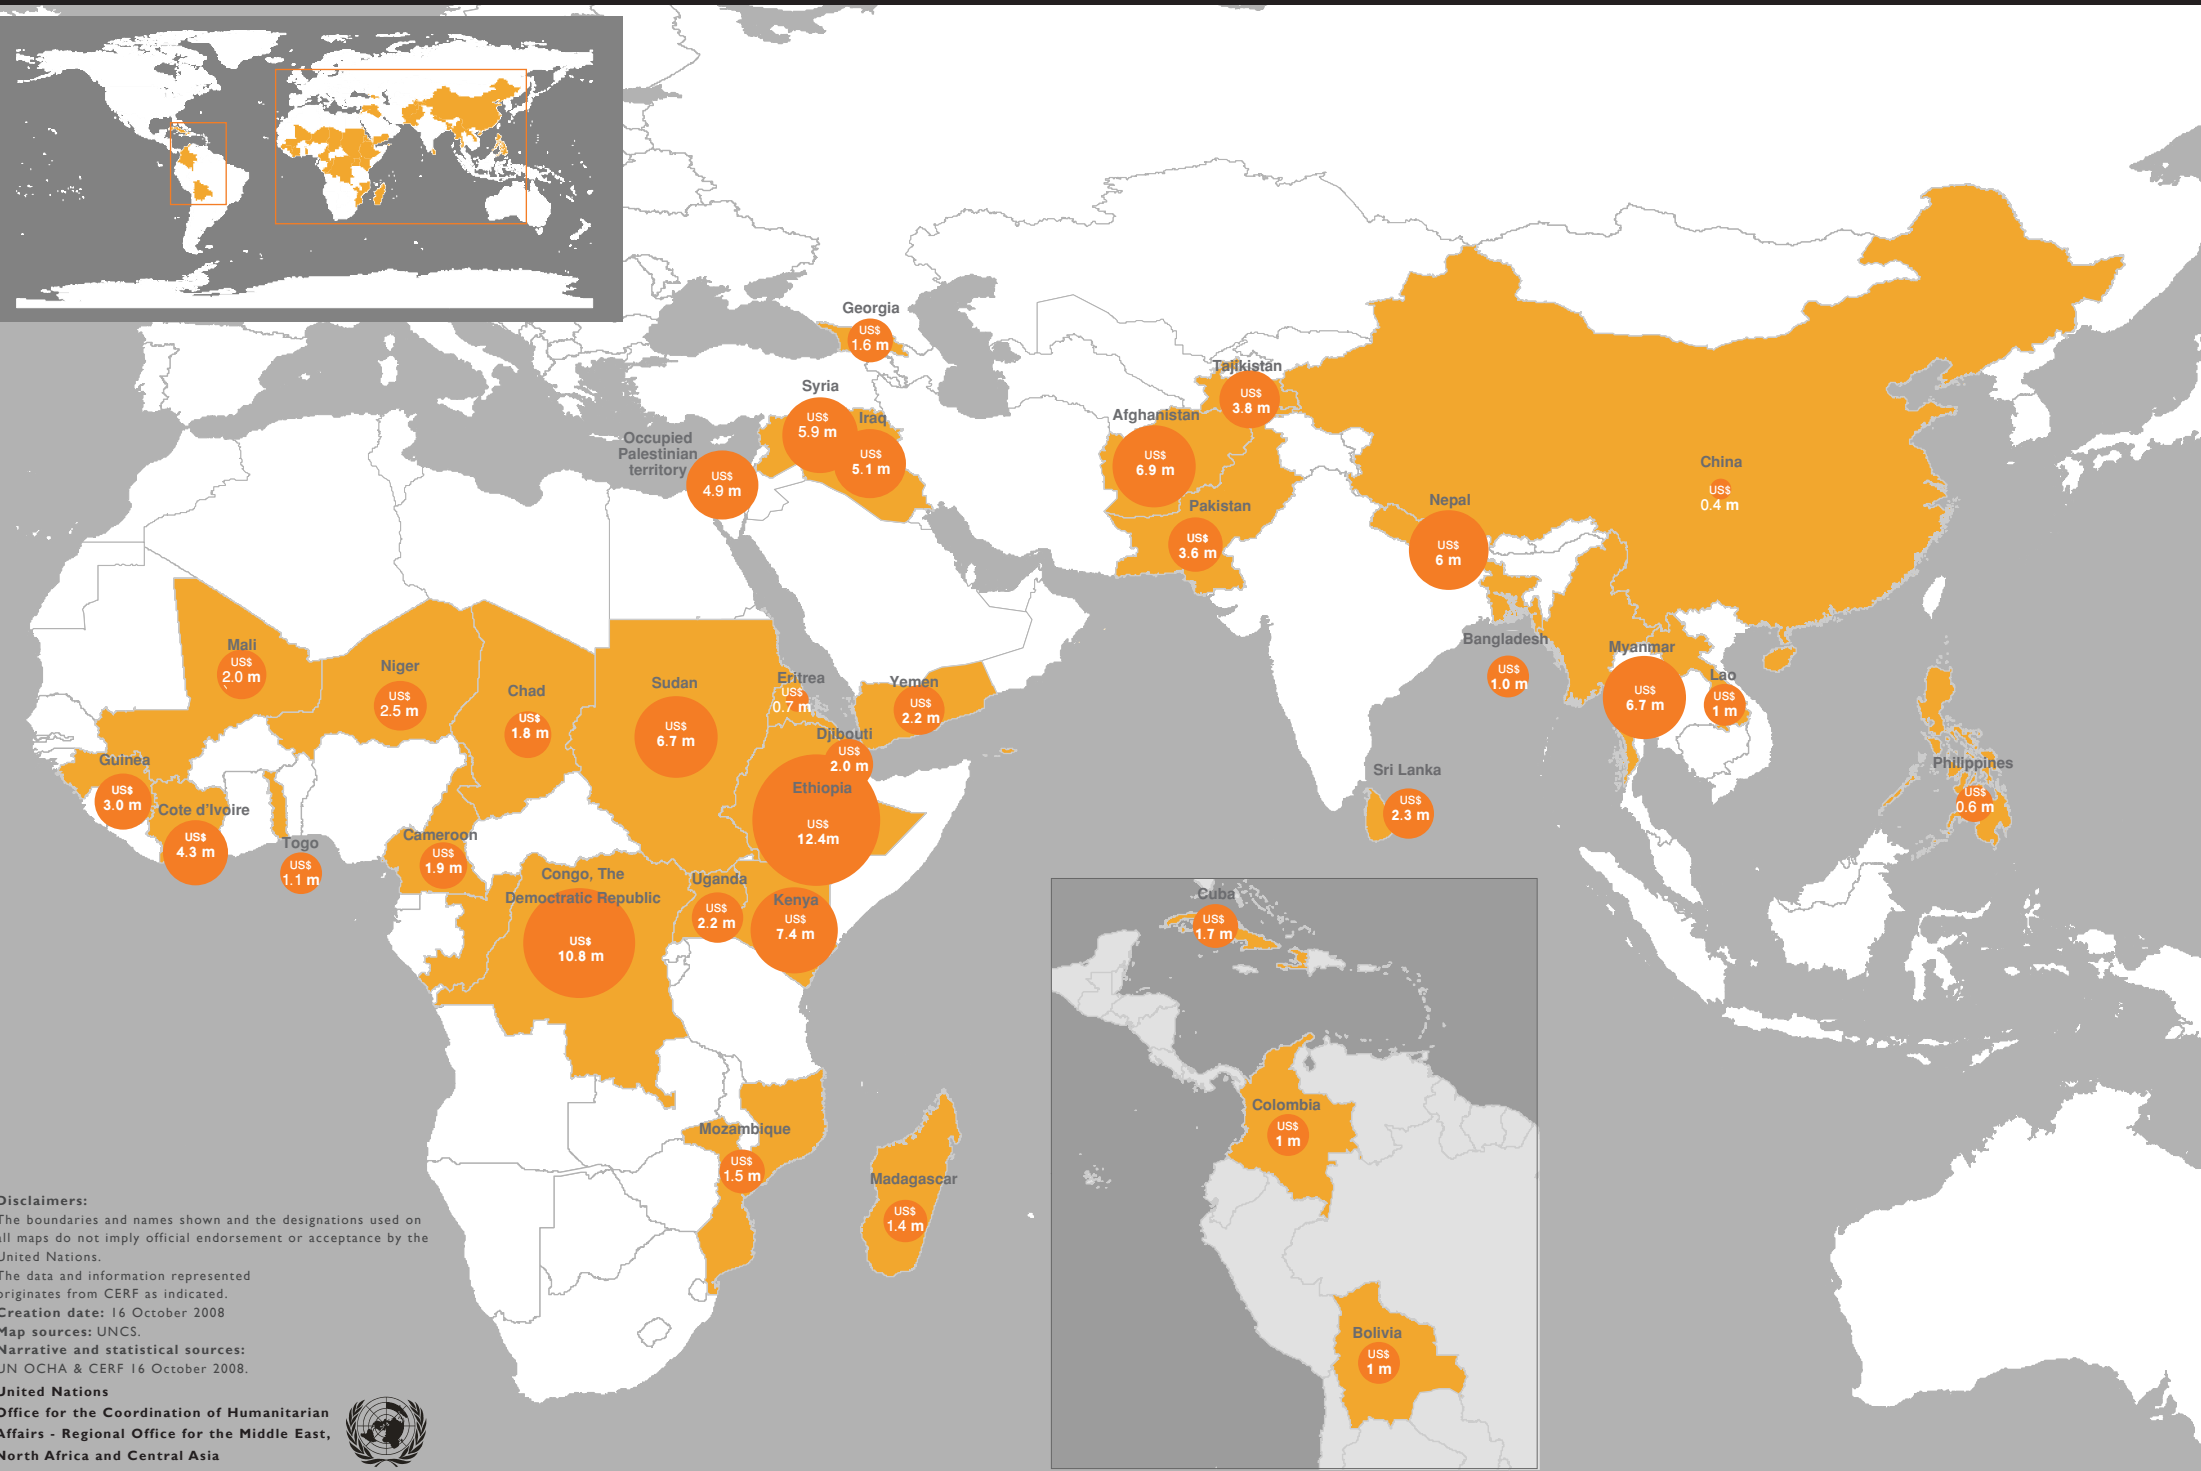 Georgia
US$
1.6 m
Syria
US$
5.9 m
Iraq
US$
5.1 m
Occupied
Palestinian
territory
US$
4.9 m
Tajikistan
US$
3.8 m
Afghanistan
US$
6.9 m
Pakistan
US$
3.6 m
China
US$
0.4 m
Nepal
US$
6 m
Bangladesh
US$
1.0 m
Myanmar
US$
6.7 m
Lao
US$
1 m
Philippines
US$
0.6 m
Sri Lanka
US$
2.3 m
Mali
US$
2.0 m
Niger
US$
2.5 m
Chad
US$
1.8 m
Sudan
US$
6.7 m
Eritrea
US$
0.7 m
Yemen
US$
2.2 m
Djibouti
US$
2.0 m
Ethiopia
US$
12.4m
Guinea
US$
3.0 m
Cote d'Ivoire
US$
4.3 m
Togo
US$
1.1 m
Cameroon
US$
1.9 m
Congo, The
Democtratic Republic
US$
10.8 m
Uganda
US$
2.2 m
Kenya
US$
7.4 m
Mozambique
US$
1.5 m
Madagascar
US$
1.4 m
Cuba
US$
1.7 m
Colombia
US$
1 m
Bolivia
US$
1 m
Disclaimers:
The boundaries and names shown and the designations used on
all maps do not imply official endorsement or acceptance by the
United Nations.
The data and information represented
originates from CERF as indicated.
Creation date: 16 October 2008
Map sources: UNCS.
Narrative and statistical sources:
UN OCHA & CERF 16 October 2008.
United Nations
Office for the Coordination of Humanitarian
Affairs - Regional Office for the Middle East,
North Africa and Central Asia